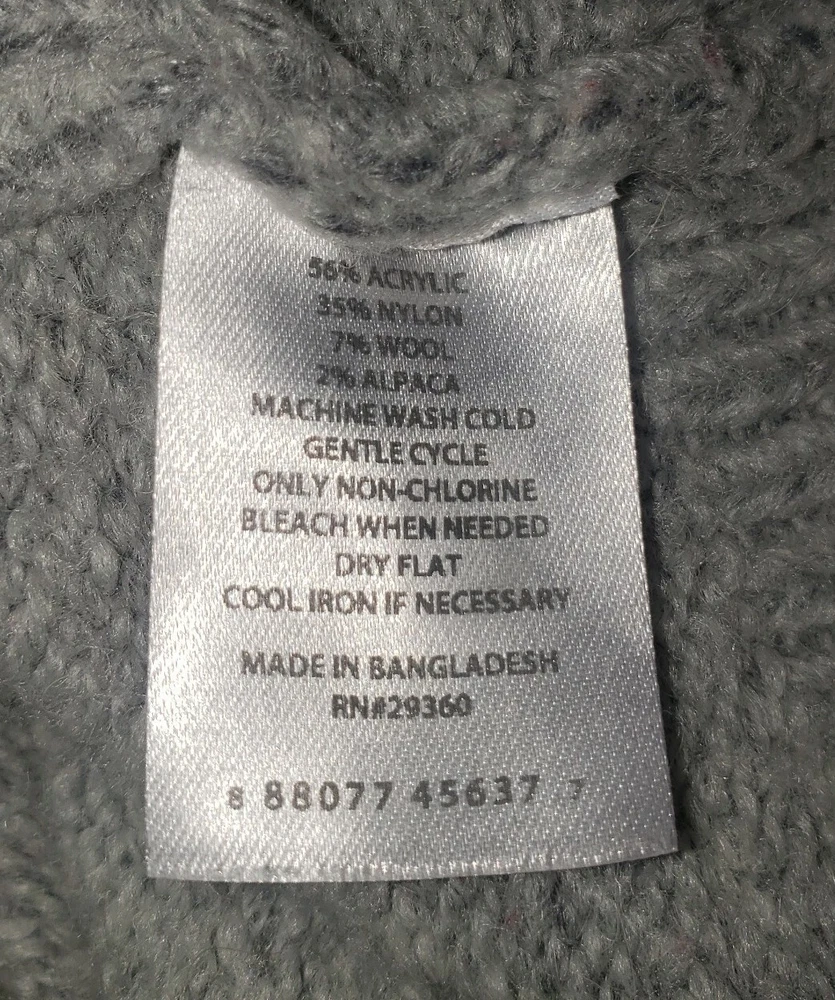 56% ACRYLIC
35% NYLON
7% WOOL
2% ALPACA
MACHINE WASH COLD
GENTLE CYCLE
ONLY NON-CHLORINE
BLEACH WHEN NEEDED
DRY FLAT
COOL IRON IF NECESSARY
MADE IN BANGLADESH
RN#29360
8 88077 45637 7